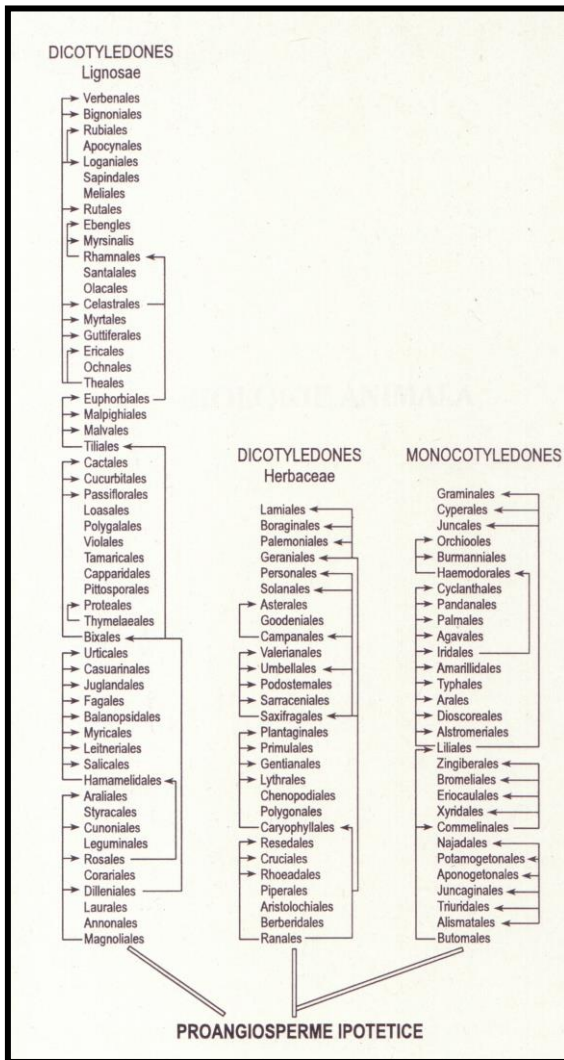 DICOTYLEDONES
Lignosae
Verbenales
Bignoniales
Rubiales
Apocynales
Loganiales
Sapindales
Meliales
Rutales
Ebengles
Myrsinalis
Rhamnales
Santalales
Olacales
Celastrales
Myrtales
Guttiferales
Ericales
Ochnales
Theales
Euphorbiales
Malpighiales
Malvales
Tiliales
Cactales
Cucurbitales
Passiflorales
Loasales
Polygalales
Violales
Tamaricales
Capparidales
Pittosporales
Proteales
Thymelaeales
Bixales
Urticales
Casuarinales
Juglandales
Fagales
Balanopsidales
Myricales
Leitneriales
Salicales
Hamamelidales
Araliales
Styracales
Cunoniales
Leguminales
Rosales
Corariales
Dilleniales
Laurales
Annonales
Magnoliales
DICOTYLEDONES
Herbaceae
Lamiales
Boraginales
Palemoniales
Geraniales
Personales
Solanales
Asterales
Goodeniales
Campanales
Valerianales
Umbellales
Podostemales
Sarraceniales
Saxifragales
Plantaginales
Primulales
Gentianales
Lythrales
Chenopodiales
Polygonales
Caryophyllales
Resedales
Cruciales
Rhoeadales
Piperales
Aristolochiales
Berberidales
Ranales
MONOCOTYLEDONES
Graminales
Cyperales
Juncales
Orchiooles
Burmanniales
Haemodorales
Cyclanthales
Pandanales
Palmales
Agavales
Iridales
Amarillidales
Typhales
Arales
Dioscoreales
Alstromeriales
Liliales
Zingiberales
Bromeliales
Eriocaulales
Xyridales
Commelinales
Najadales
Potamogetonales
Aponogetonales
Juncaginales
Triuridales
Alismatales
Butomales
PROANGIOSPERME IPOTETICE